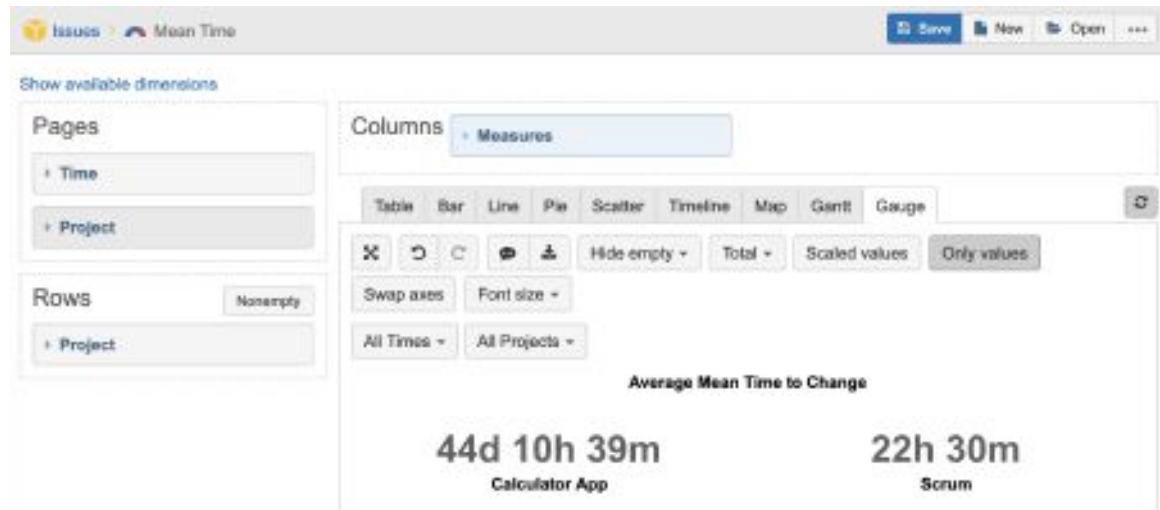 Issues Mean Time
Save New Open ...
Show available dimensions
Pages
Time
Project
Rows Nonempty
Project
Columns Measures
Table Bar Line Pie Scatter Timeline Map Gantt Gauge
Hide empty Total Scaled values Only values
Swap axes Font size
All Times All Projects
Average Mean Time to Change
44d 10h 39m 22h 30m
Calculator App Scrum